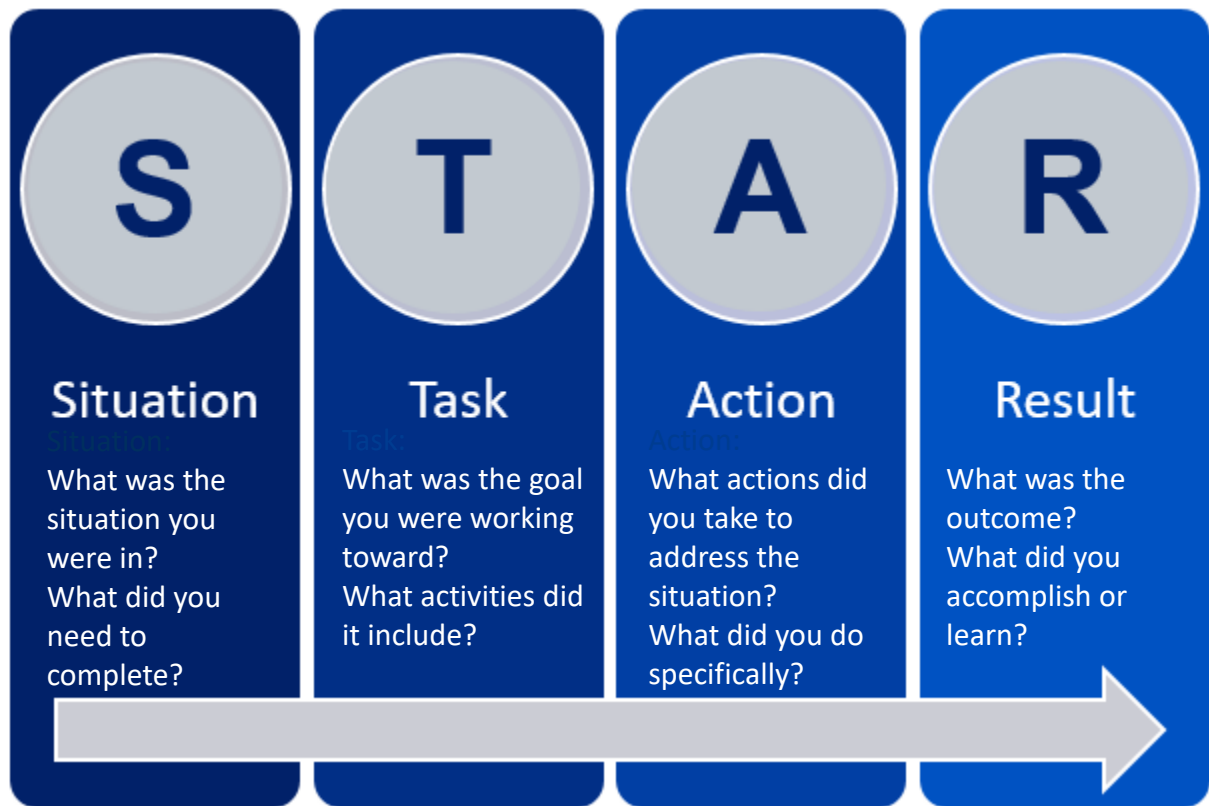 S
T
A
R
Situation
Task
Action
Result
Situation:
What was the
situation you
were in?
What did you
need to
complete?
Task:
What was the goal
you were working
toward?
What activities did
it include?
Action:
What actions did
you take to
address the
situation?
What did you do
specifically?
What was the
outcome?
What did you
accomplish or
learn?